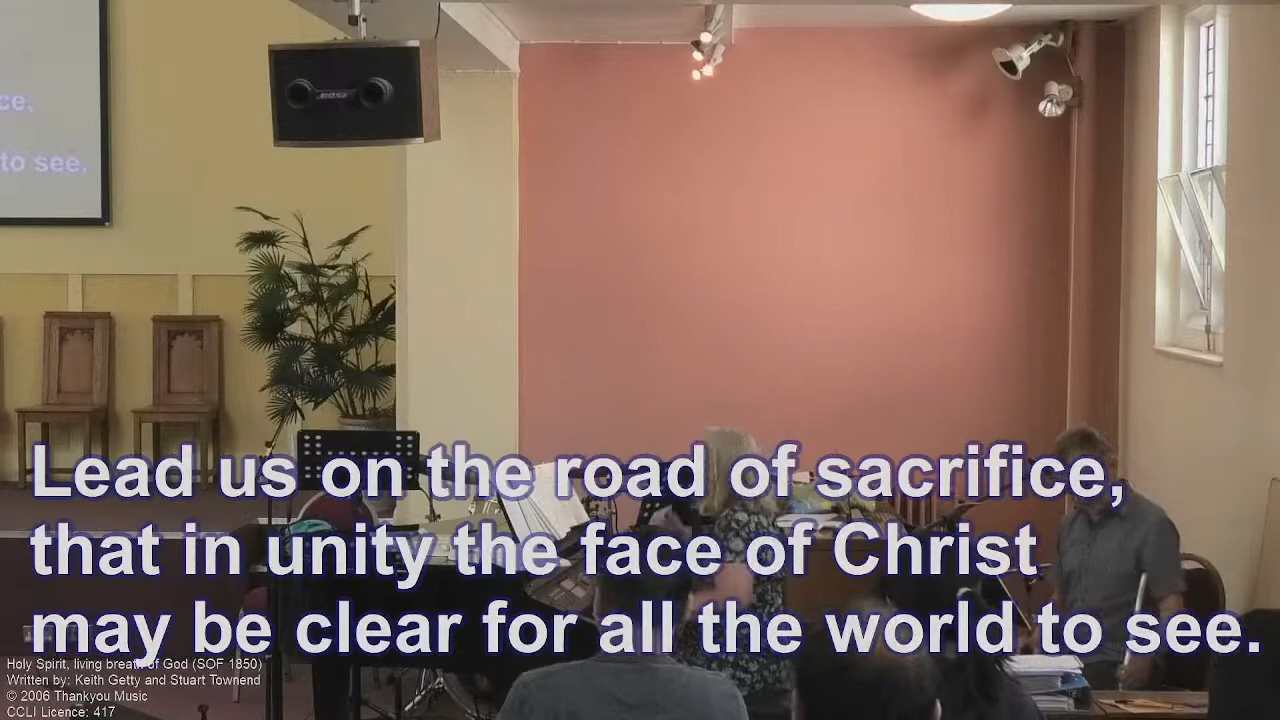 ce.
to see.
BOSE
Lead us on the road of sacrifice,
that in unity the face of Christ
may be clear for all the world to see.
Holy Spirit, living breath of God (SOF 1850)
Written by: Keith Getty and Stuart Townend
© 2006 Thankyou Music
CCLI Licence: 417